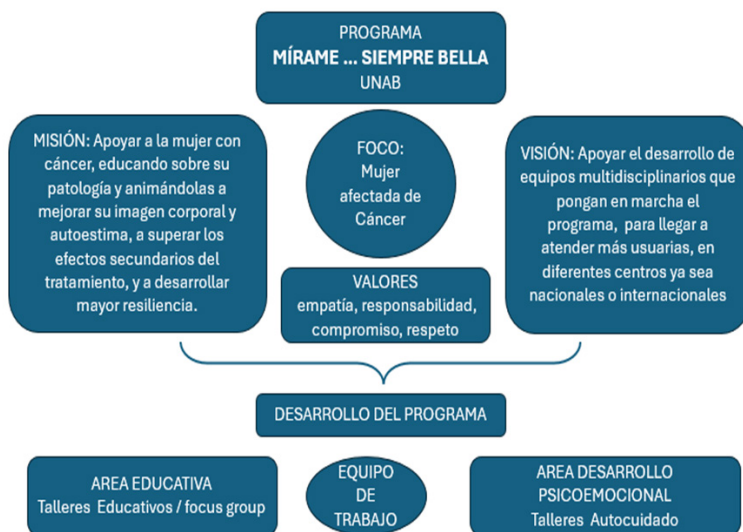 PROGRAMA
MÍRAME ... SIEMPRE BELLA
UNAB
MISIÓN: Apoyar a la mujer con
cáncer, educando sobre su
patología y animándolas a
mejorar su imagen corporal y
autoestima, a superar los
efectos secundarios del
tratamiento, y a desarrollar
mayor resiliencia.
FOCO:
Mujer
afectada de
Cáncer
VISIÓN: Apoyar el desarrollo de
equipos multidisciplinarios que
pongan en marcha el
programa, para llegar a
atender más usuarias, en
diferentes centros ya sea
nacionales o internacionales
VALORES
empatía, responsabilidad,
compromiso, respeto
DESARROLLO DEL PROGRAMA
AREA EDUCATIVA
Talleres Educativos / focus group
EQUIPO
DE
TRABAJO
AREA DESARROLLO
PSICOEMOCIONAL
Talleres Autocuidado